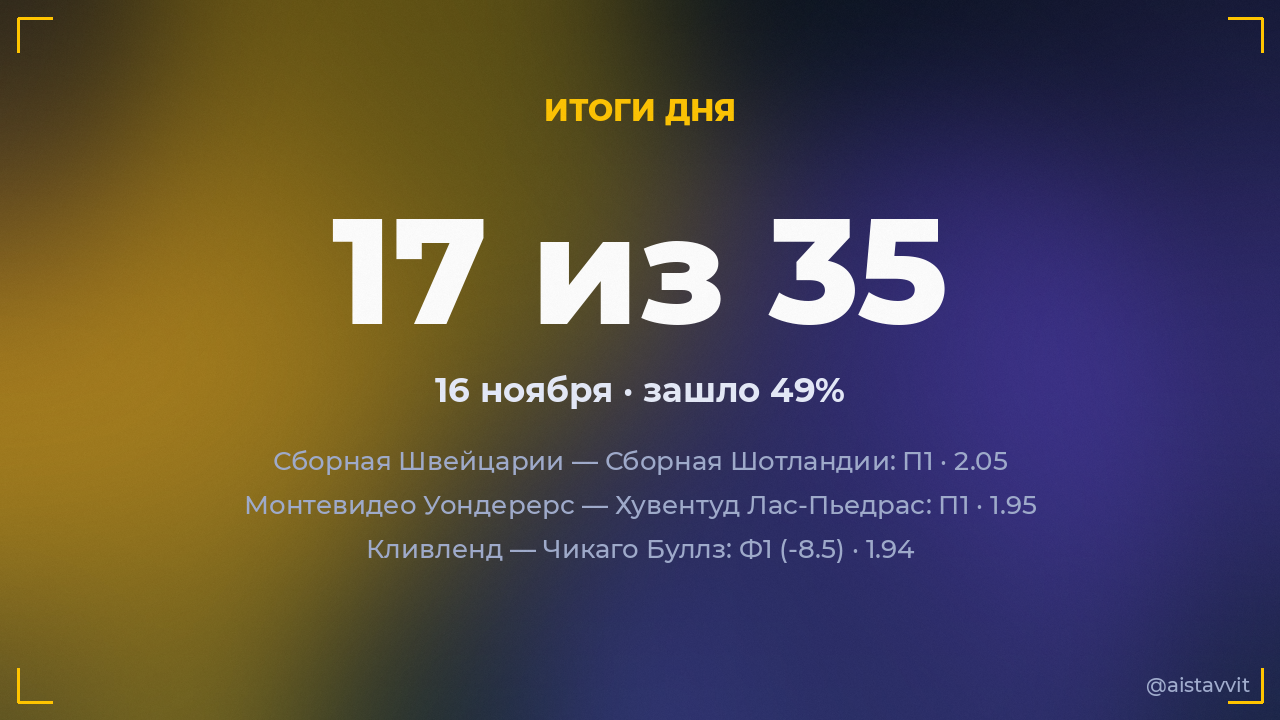 ИТОГИ ДНЯ
17 из 35
16 ноября · зашло 49%
Сборная Швейцарии — Сборная Шотландии: П1 · 2.05
Монтевидео Уондерерс — Хувентуд Лас-Пьедрас: П1 · 1.95
Кливленд — Чикаго Буллз: Ф1 (-8.5) · 1.94
@aistavvit